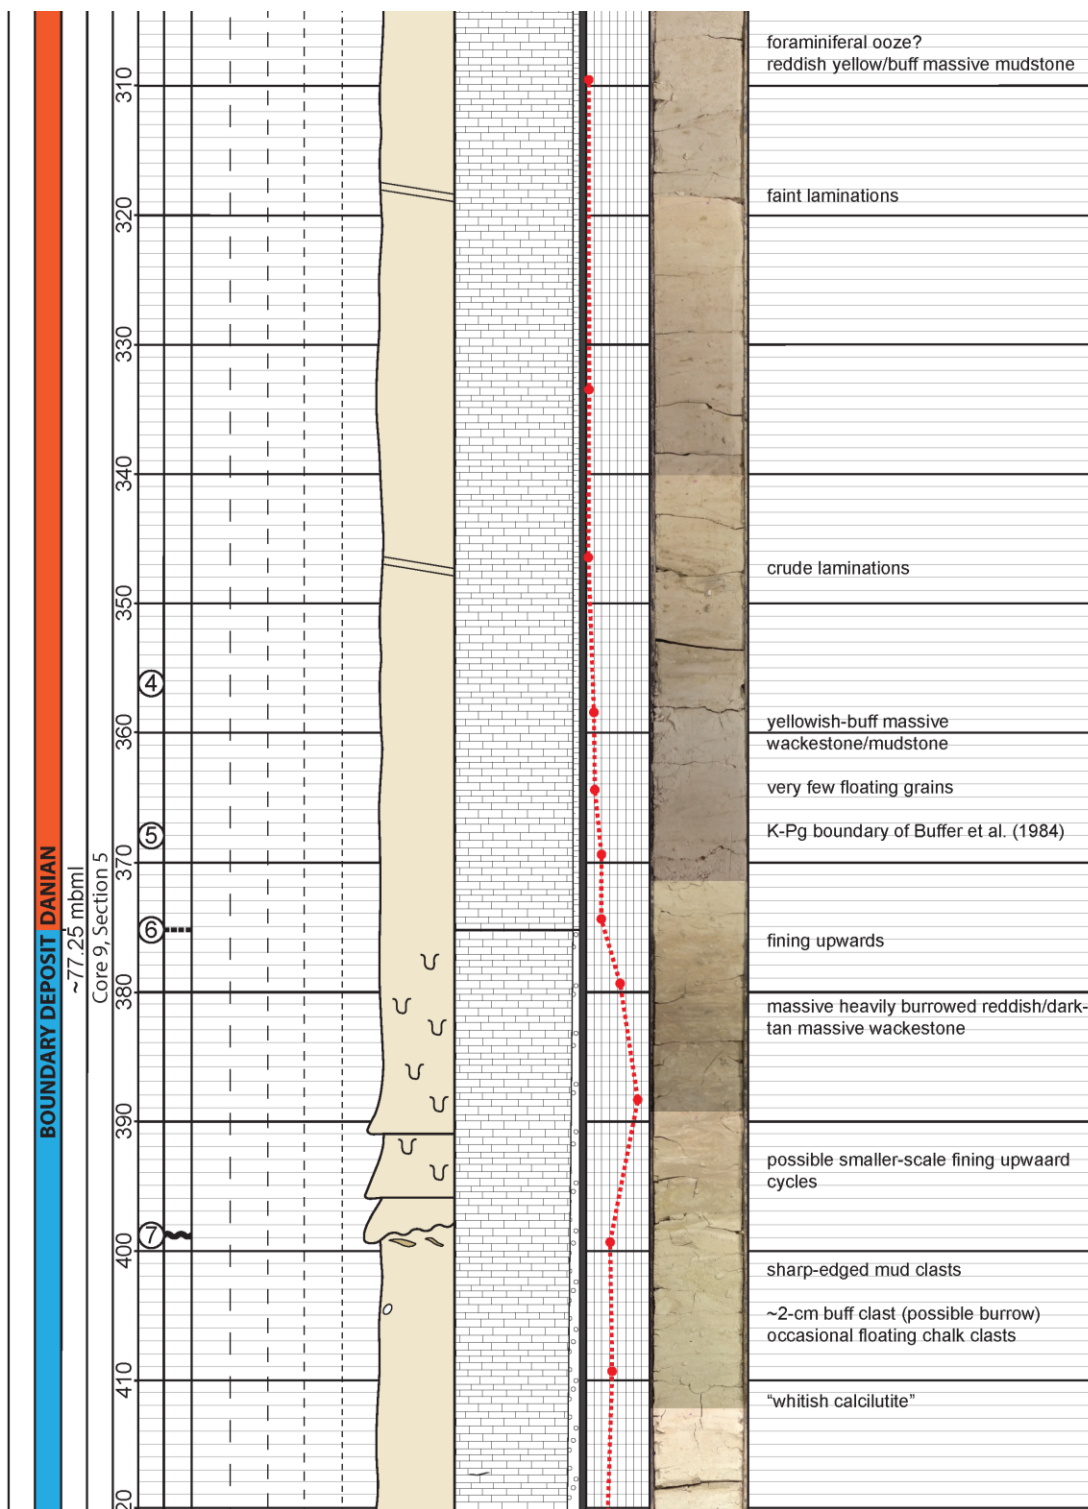 foraminiferal ooze?
reddish yellow/buff massive mudstone
310
faint laminations
320
330
340
crude laminations
350
4
360
yellowish-buff massive
wackestone/mudstone
very few floating grains
5
K-Pg boundary of Buffer et al. (1984)
370
DANIAN
BOUNDARY DEPOSIT
~77.25 mbml
Core 9, Section 5
6
fining upwards
380
massive heavily burrowed reddish/dark-
tan massive wackestone
390
possible smaller-scale fining upwaard
cycles
7
400
sharp-edged mud clasts
~2-cm buff clast (possible burrow)
occasional floating chalk clasts
410
“whitish calcilutite”
20